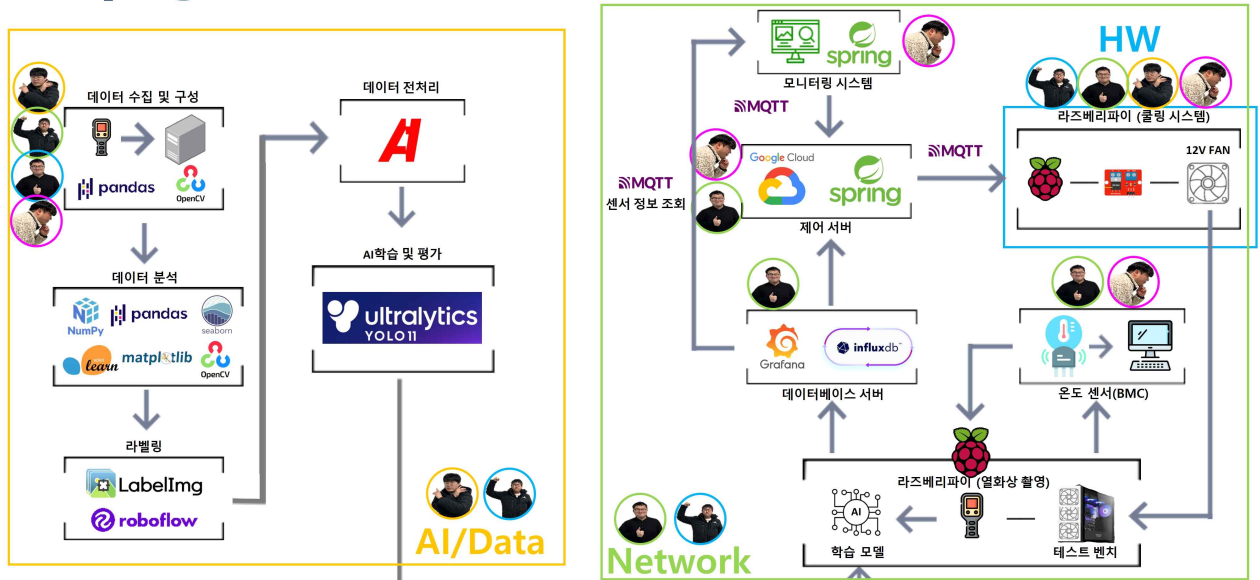 데이터 수집 및 구성
pandas
OpenCV
데이터 분석
NumPy
pandas
seaborn
learn
matplotlib
OpenCV
라벨링
LabelImg
roboflow
데이터 전처리
AI
AI학습 및 평가
ultralytics
YOLO11
AI/Data
spring
모니터링 시스템
MQTT
MQTT
센서 정보 조회
Google Cloud
spring
제어 서버
MQTT
HW
라즈베리파이 (쿨링 시스템)
12V FAN
Grafana
influxdb
데이터베이스 서버
온도 센서(BMC)
라즈베리파이 (열화상 촬영)
AI
학습 모델
테스트 벤치
Network